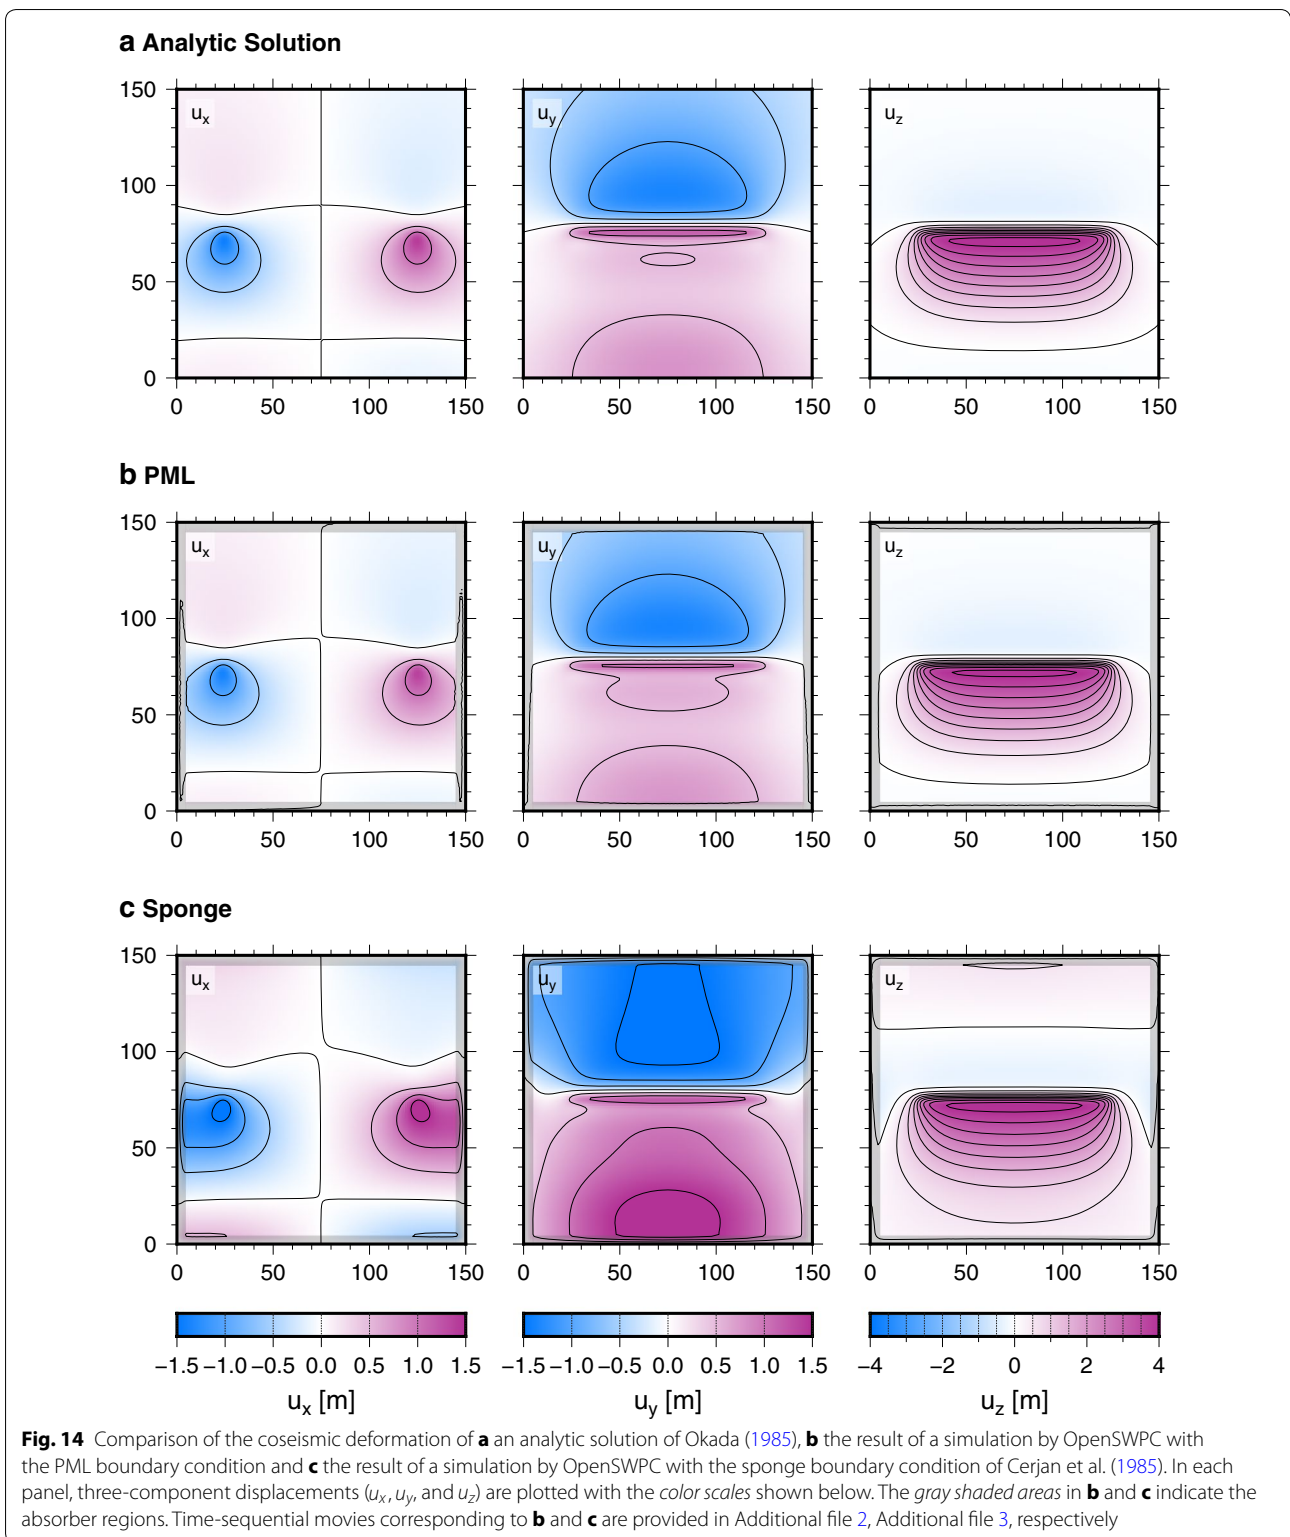 a Analytic Solution
150
100
50
0
u_x
0 50 100 150
u_y
0 50 100 150
u_z
0 50 100 150
b PML
150
100
50
0
u_x
0 50 100 150
u_y
0 50 100 150
u_z
0 50 100 150
c Sponge
150
100
50
0
u_x
0 50 100 150
u_y
0 50 100 150
u_z
0 50 100 150
−1.5 −1.0 −0.5 0.0 0.5 1.0 1.5
u_x [m]
−1.5 −1.0 −0.5 0.0 0.5 1.0 1.5
u_y [m]
−4 −2 0 2 4
u_z [m]
Fig. 14 Comparison of the coseismic deformation of a an analytic solution of Okada (1985), b the result of a simulation by OpenSWPC with
the PML boundary condition and c the result of a simulation by OpenSWPC with the sponge boundary condition of Cerjan et al. (1985). In each
panel, three-component displacements (u_x, u_y, and u_z) are plotted with the color scales shown below. The gray shaded areas in b and c indicate the
absorber regions. Time-sequential movies corresponding to b and c are provided in Additional file 2, Additional file 3, respectively